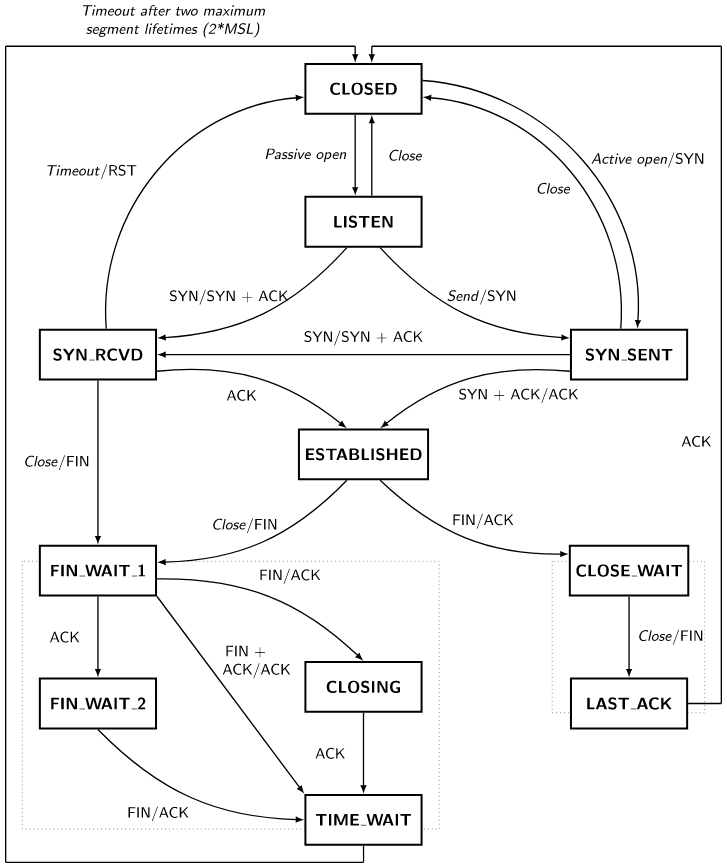 Timeout after two maximum
segment lifetimes (2*MSL)
CLOSED
Passive open
Close
Timeout/RST
Active open/SYN
Close
LISTEN
SYN/SYN + ACK
Send/SYN
SYN_RCVD
SYN/SYN + ACK
SYN_SENT
ACK
SYN + ACK/ACK
ACK
ESTABLISHED
Close/FIN
Close/FIN
FIN/ACK
FIN_WAIT_1
FIN/ACK
CLOSE_WAIT
ACK
FIN +
ACK/ACK
Close/FIN
CLOSING
FIN_WAIT_2
LAST_ACK
ACK
FIN/ACK
TIME_WAIT